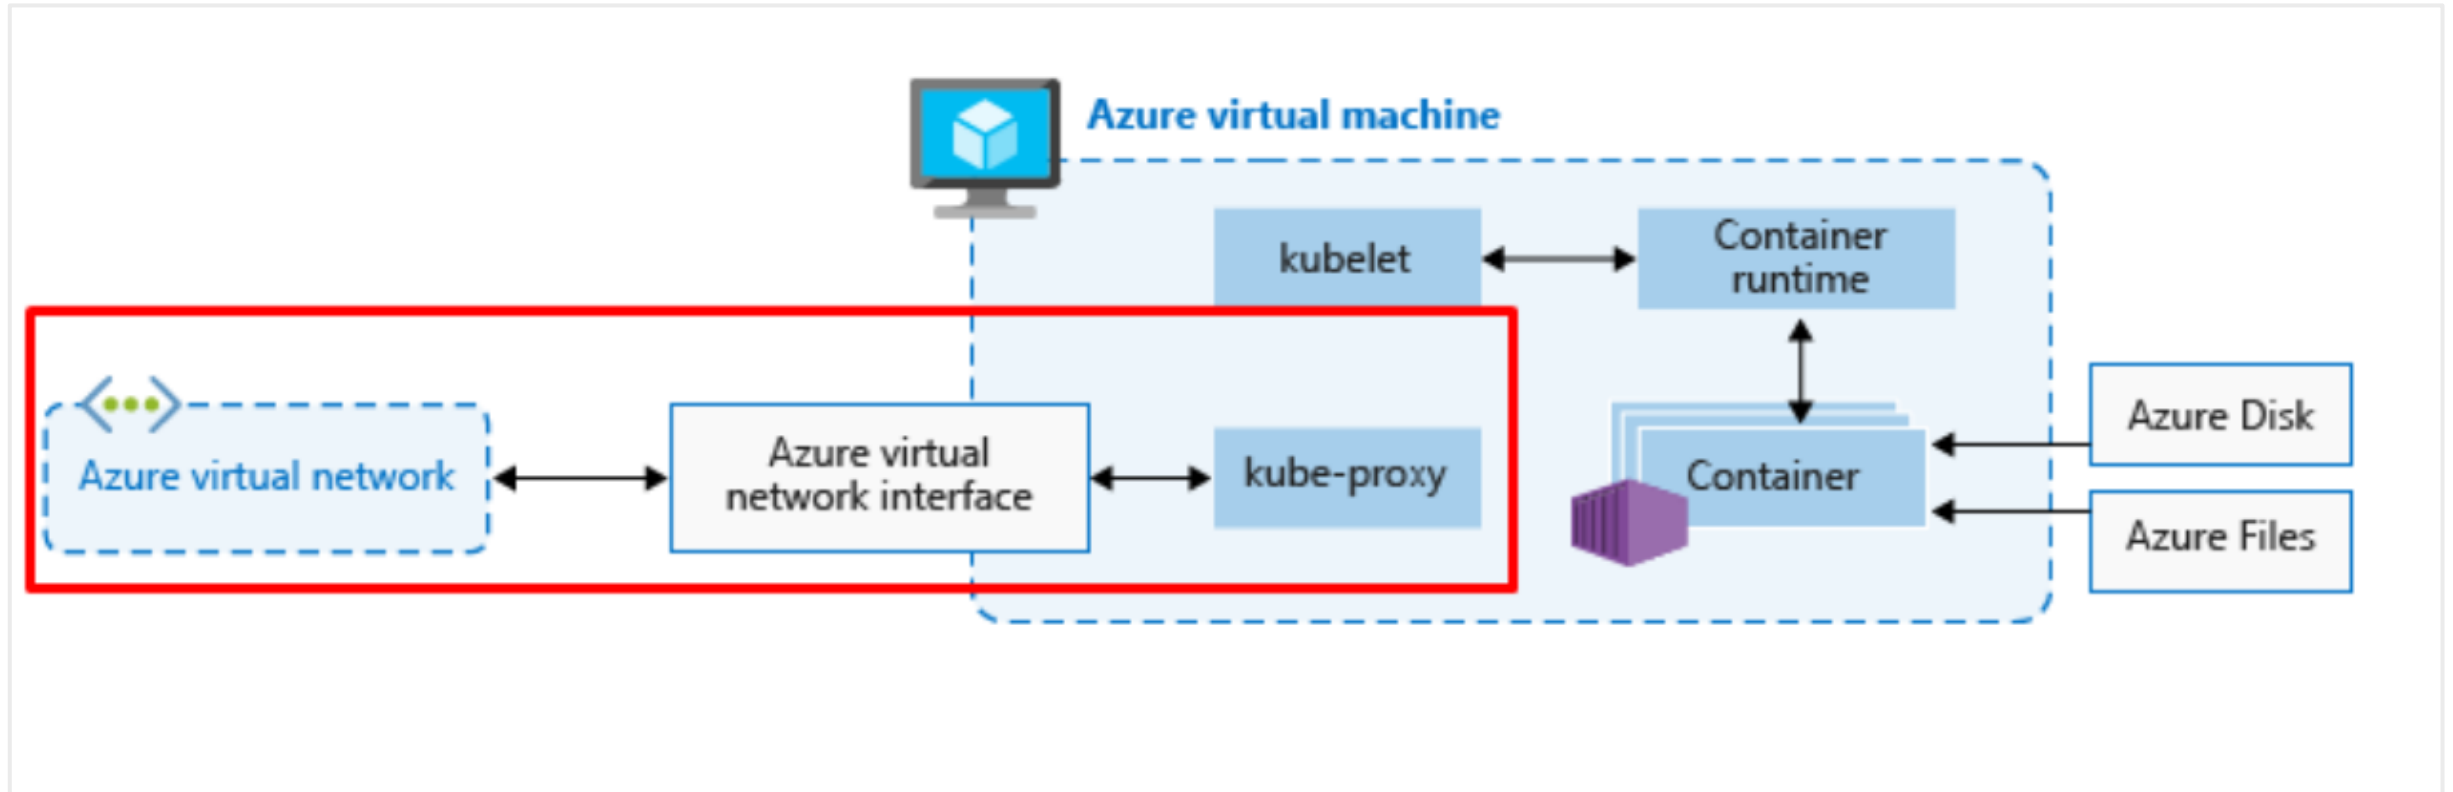 Azure virtual machine
kubelet
Container
runtime
Azure virtual network
Azure virtual
network interface
kube-proxy
Container
Azure Disk
Azure Files